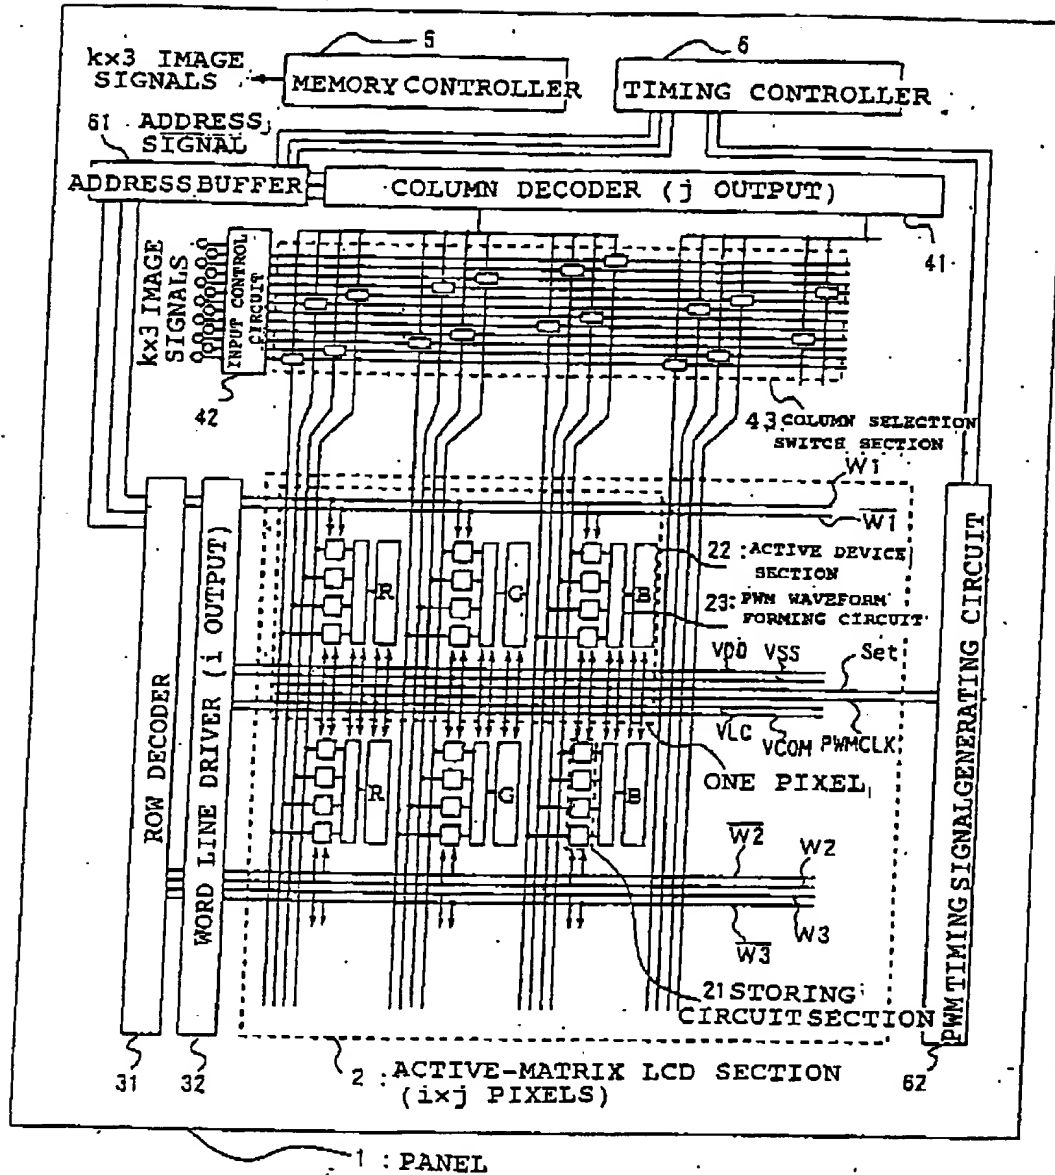 5
6
kx3 IMAGE
SIGNALS
MEMORY CONTROLLER
TIMING CONTROLLER
61 ADDRESS
SIGNAL
ADDRESS BUFFER
COLUMN DECODER (j OUTPUT)
41
kx3 IMAGE
SIGNALS
INPUT CONTROL
CIRCUIT
42
43 COLUMN SELECTION
SWITCH SECTION
W1
W1
22 : ACTIVE DEVICE
SECTION
23: PWM WAVEFORM
FORMING CIRCUIT
R
G
B
VDD
VSS
Set
VLC
VCOM
PWMCLK
ONE PIXEL
R
G
B
W2
W2
W3
W3
21 STORING
CIRCUIT SECTION
ROW DECODER
WORD LINE DRIVER (i OUTPUT)
PWM TIMING SIGNAL GENERATING CIRCUIT
31
32
2 : ACTIVE-MATRIX LCD SECTION
(ixj PIXELS)
62
1 : PANEL